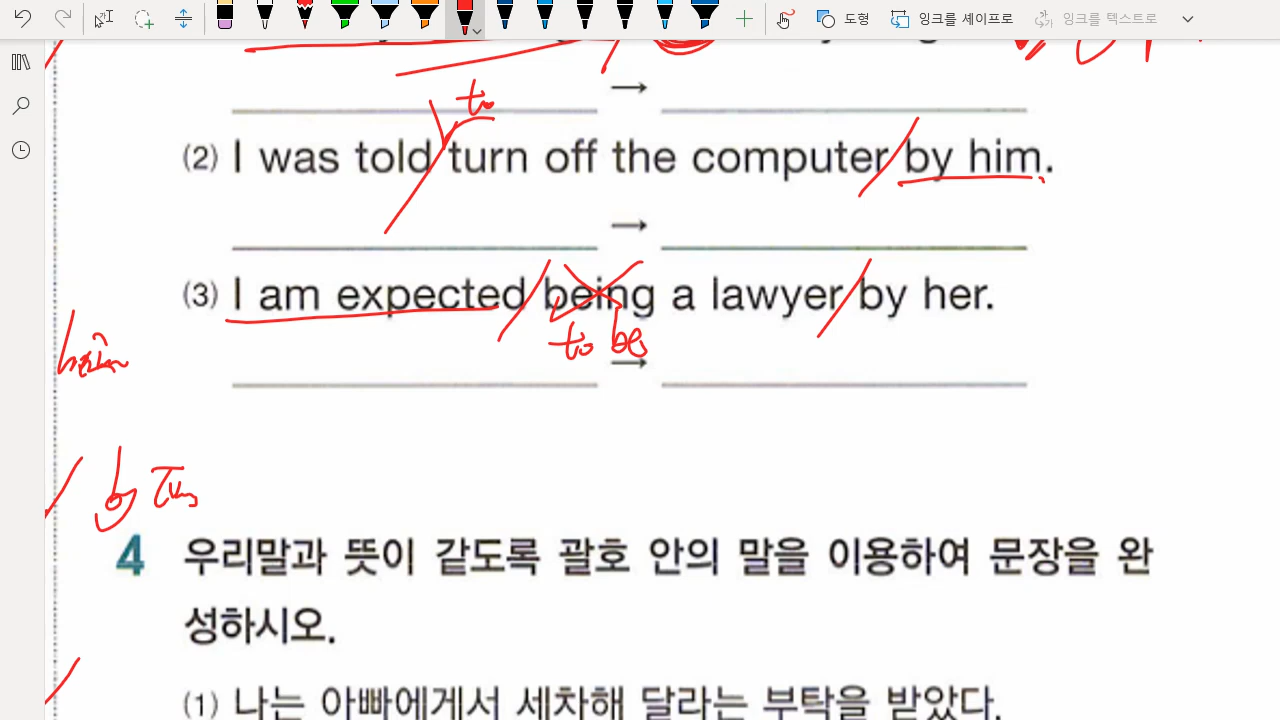 도형 잉크를 셰이프로 잉크를 텍스트로
to
→
(2) I was told turn off the computer by him.
→
(3) I am expected being a lawyer by her.
to be
→
by
4 우리말과 뜻이 같도록 괄호 안의 말을 이용하여 문장을 완
성하시오.
(1) 나는 아빠에게서 세차해 달라는 부탁을 받았다.